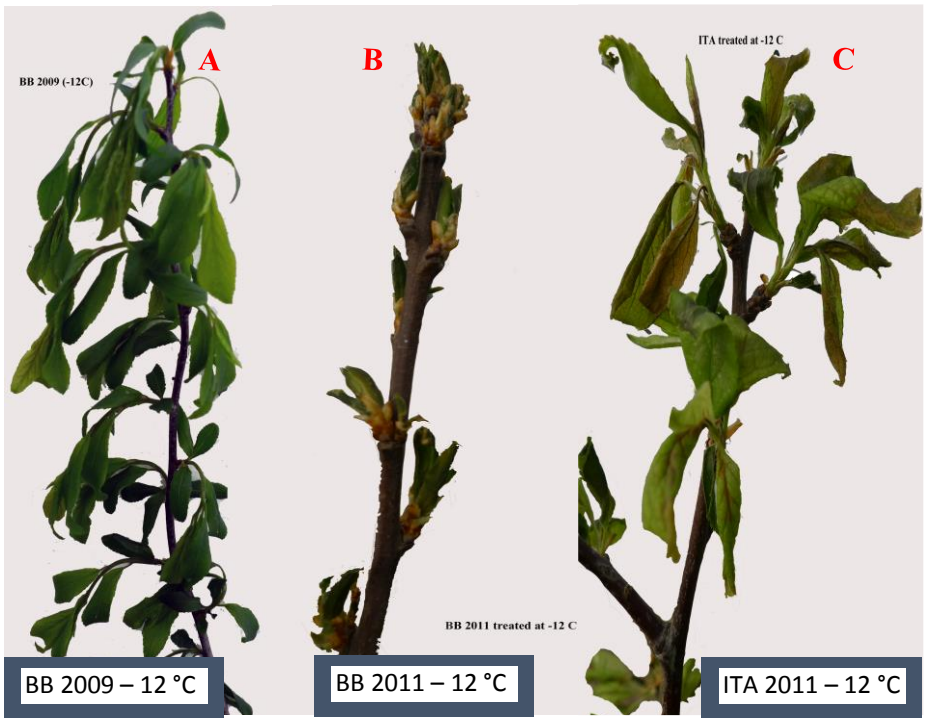 A
BB 2009 (-12C)
B
BB 2011 treated at -12 C
ITA treated at -12 C
C
BB 2009 – 12 °C
BB 2011 – 12 °C
ITA 2011 – 12 °C